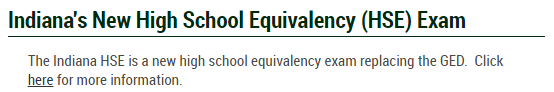 Indiana's New High School Equivalency (HSE) Exam
The Indiana HSE is a new high school equivalency exam replacing the GED.  Click
here for more information.